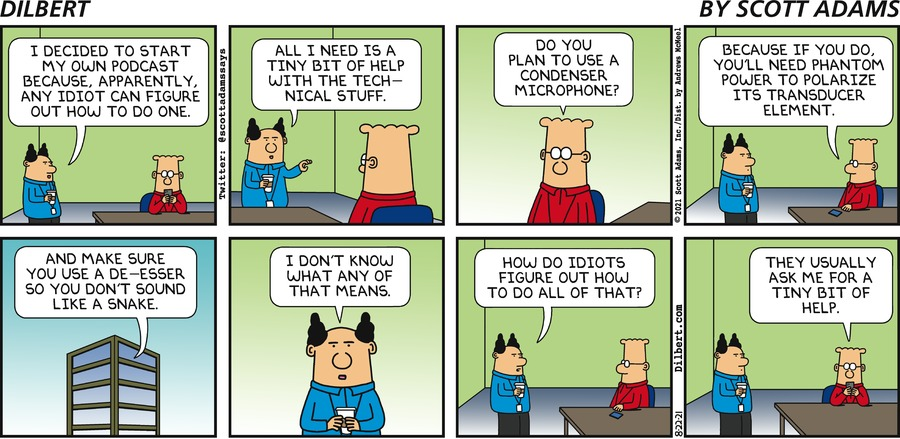 DILBERT
BY SCOTT ADAMS
I DECIDED TO START
MY OWN PODCAST
BECAUSE, APPARENTLY,
ANY IDIOT CAN FIGURE
OUT HOW TO DO ONE.
Twitter: @scottadamssays
ALL I NEED IS A
TINY BIT OF HELP
WITH THE TECH-
NICAL STUFF.
DO YOU
PLAN TO USE A
CONDENSER
MICROPHONE?
© 2021 Scott Adams, Inc./Dist. by Andrews McMeel
BECAUSE IF YOU DO,
YOU'LL NEED PHANTOM
POWER TO POLARIZE
ITS TRANSDUCER
ELEMENT.
AND MAKE SURE
YOU USE A DE-ESSER
SO YOU DON'T SOUND
LIKE A SNAKE.
I DON'T KNOW
WHAT ANY OF
THAT MEANS.
HOW DO IDIOTS
FIGURE OUT HOW
TO DO ALL OF THAT?
8-22-21
Dilbert.com
THEY USUALLY
ASK ME FOR A
TINY BIT OF
HELP.